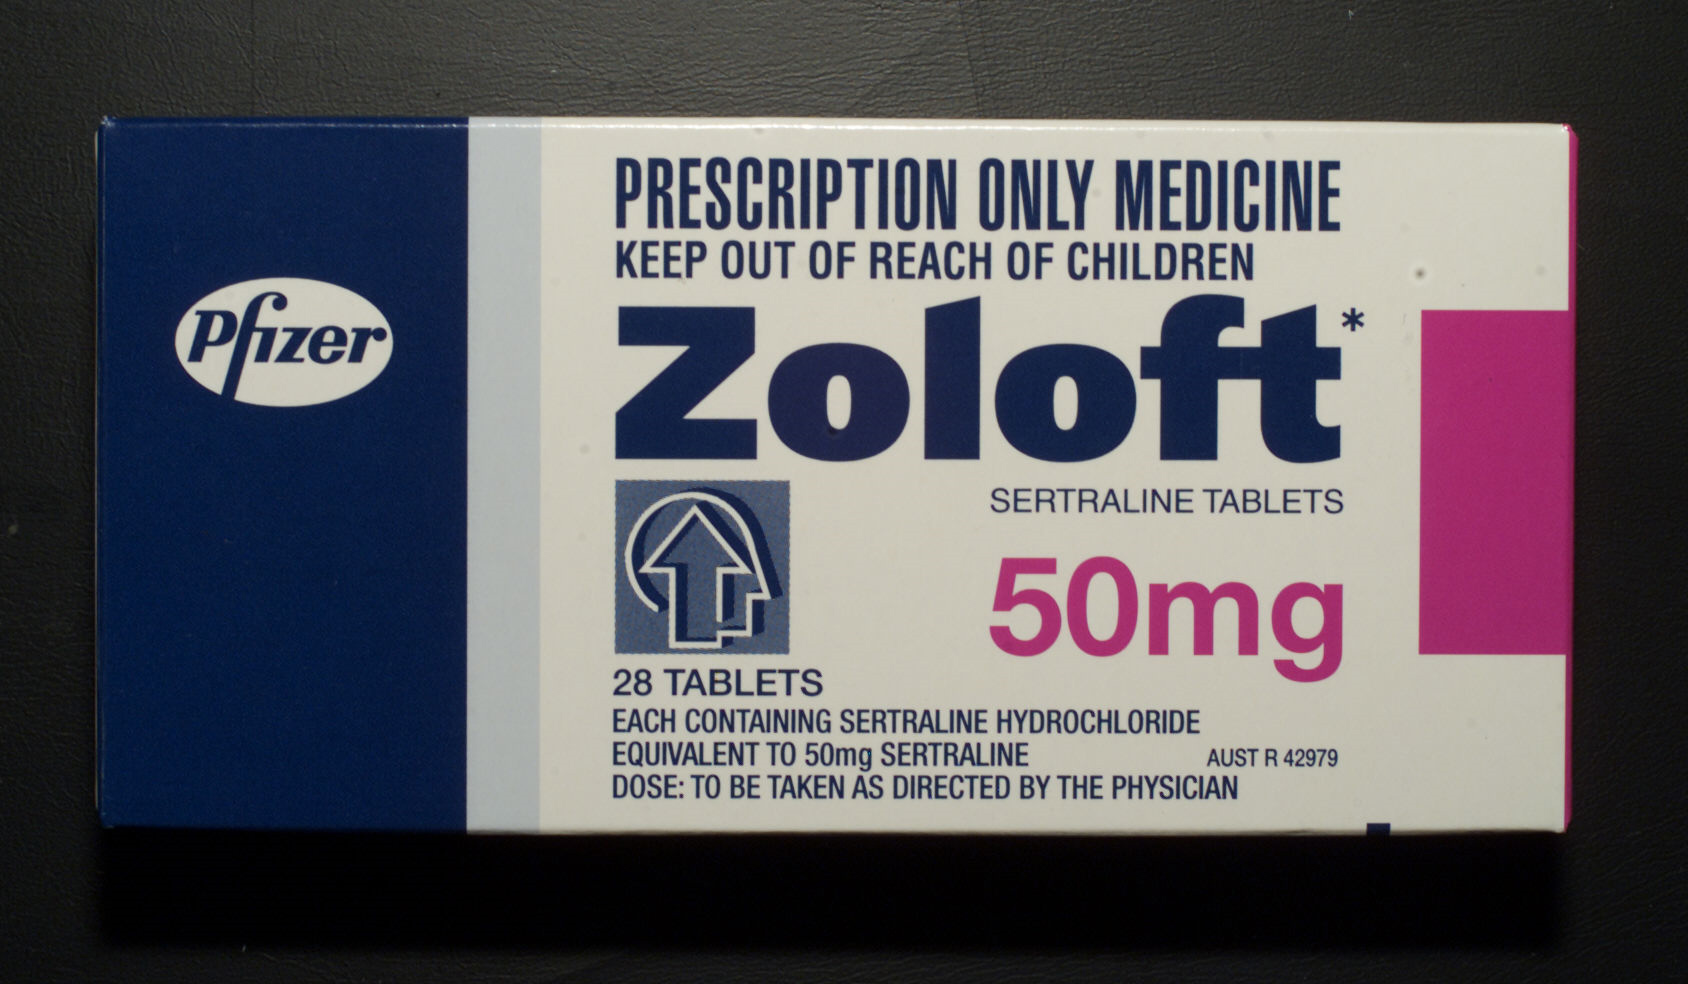 Pfizer
PRESCRIPTION ONLY MEDICINE
KEEP OUT OF REACH OF CHILDREN
Zoloft*
SERTRALINE TABLETS
50mg
28 TABLETS
EACH CONTAINING SERTRALINE HYDROCHLORIDE
EQUIVALENT TO 50mg SERTRALINE
AUST R 42979
DOSE: TO BE TAKEN AS DIRECTED BY THE PHYSICIAN